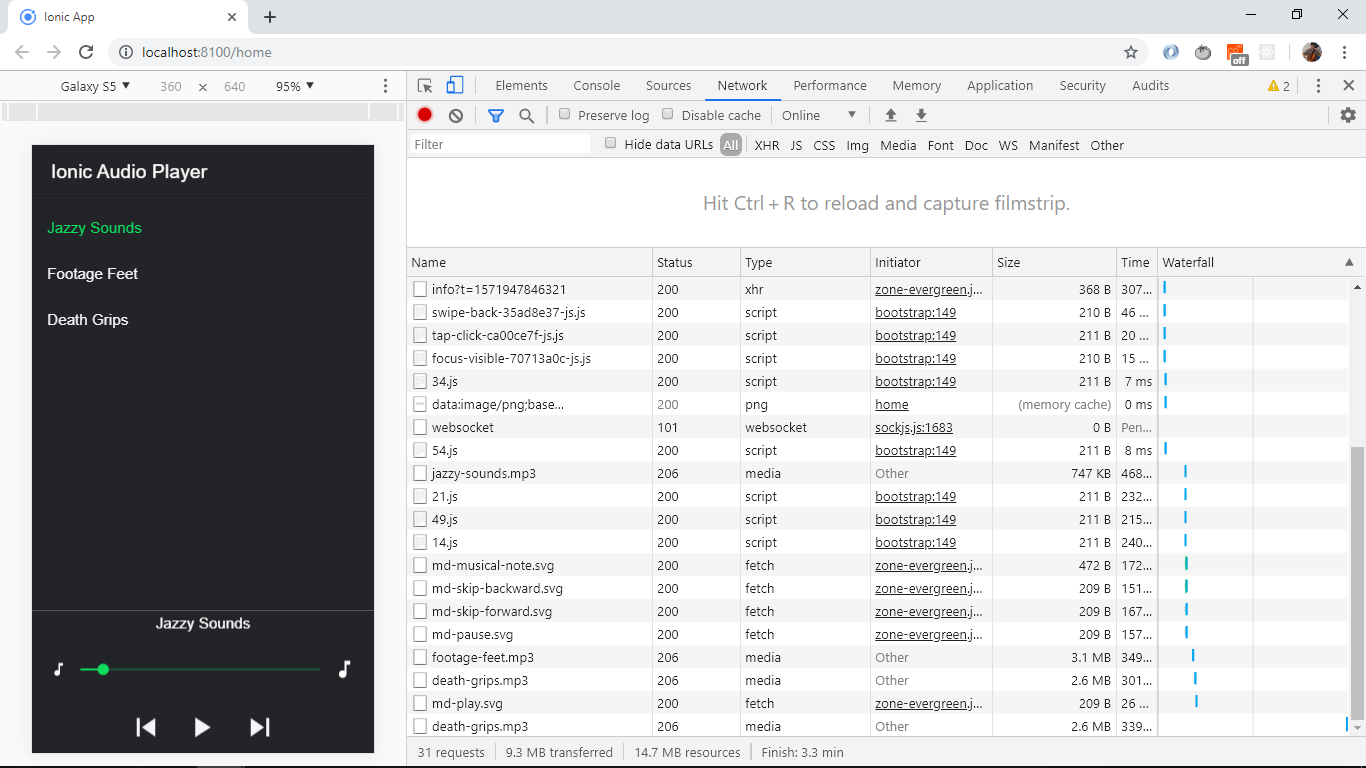 Ionic App
localhost:8100/home
off
Galaxy S5 360 × 640 95%
Elements Console Sources Network Performance Memory Application Security Audits 2
Preserve log Disable cache Online
Filter Hide data URLs All XHR JS CSS Img Media Font Doc WS Manifest Other
Hit Ctrl + R to reload and capture filmstrip.
Ionic Audio Player
Jazzy Sounds
Footage Feet
Death Grips
Jazzy Sounds
Name Status Type Initiator Size Time Waterfall
info?t=1571947846321 200 xhr zone-evergreen.j... 368 B 307...
swipe-back-35ad8e37-js.js 200 script bootstrap:149 210 B 46 ...
tap-click-ca00ce7f-js.js 200 script bootstrap:149 211 B 20 ...
focus-visible-70713a0c-js.js 200 script bootstrap:149 210 B 15 ...
34.js 200 script bootstrap:149 211 B 7 ms
data:image/png;base... 200 png home (memory cache) 0 ms
websocket 101 websocket sockjs.js:1683 0 B Pen...
54.js 200 script bootstrap:149 211 B 8 ms
jazzy-sounds.mp3 206 media Other 747 KB 468...
21.js 200 script bootstrap:149 211 B 232...
49.js 200 script bootstrap:149 211 B 215...
14.js 200 script bootstrap:149 211 B 240...
md-musical-note.svg 200 fetch zone-evergreen.j... 472 B 172...
md-skip-backward.svg 200 fetch zone-evergreen.j... 209 B 151...
md-skip-forward.svg 200 fetch zone-evergreen.j... 209 B 167...
md-pause.svg 200 fetch zone-evergreen.j... 209 B 157...
footage-feet.mp3 206 media Other 3.1 MB 349...
death-grips.mp3 206 media Other 2.6 MB 301...
md-play.svg 200 fetch zone-evergreen.j... 209 B 26 ...
death-grips.mp3 206 media Other 2.6 MB 339...
31 requests 9.3 MB transferred 14.7 MB resources Finish: 3.3 min